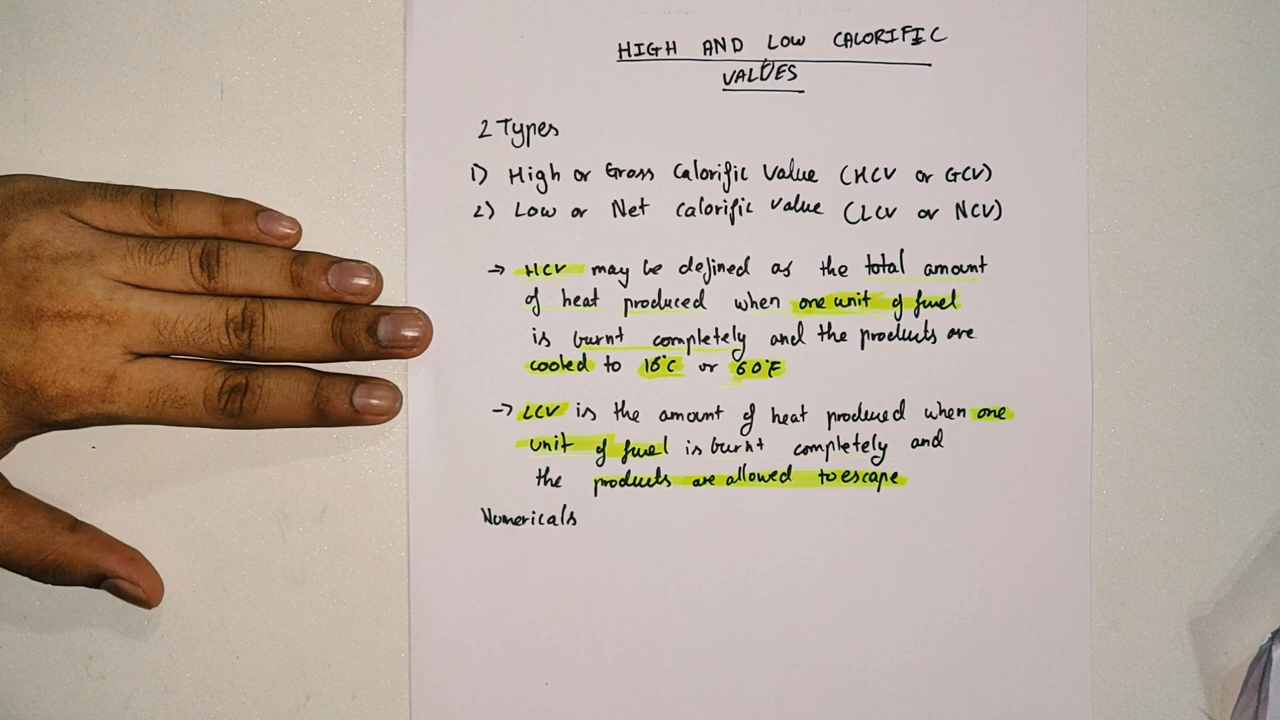 HIGH AND LOW CALORIFIC
VALUES
2 Types
1) High or Gross Calorific Value (HCV or GCV)
2) Low or Net calorific value (LCV or NCV)
→ HCV may be defined as the total amount
of heat produced when one unit of fuel
is burnt completely and the products are
cooled to 15°C or 60°F
→ LCV is the amount of heat produced when one
unit of fuel is burnt completely and
the products are allowed to escape
Numericals